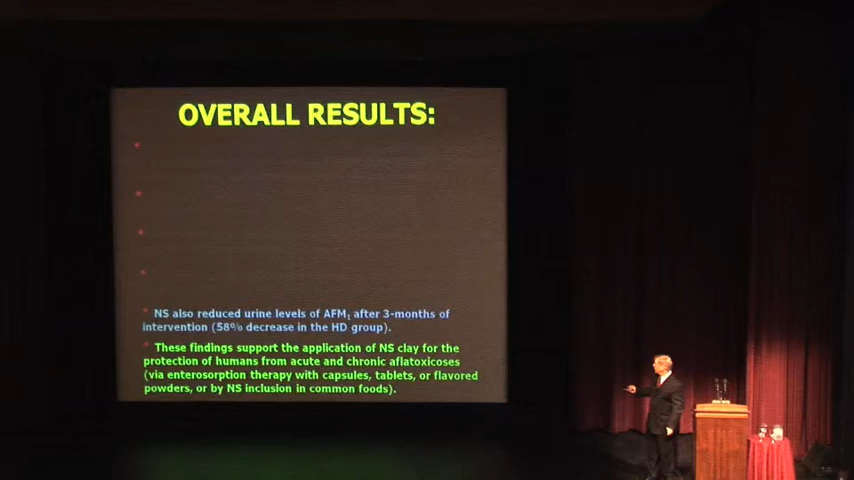 OVERALL RESULTS:
NS also reduced urine levels of AFM1 after 3-months of
intervention (58% decrease in the HD group).
These findings support the application of NS clay for the
protection of humans from acute and chronic aflatoxicoses
(via enterosorption therapy with capsules, tablets, or flavored
powders, or by NS inclusion in common foods).